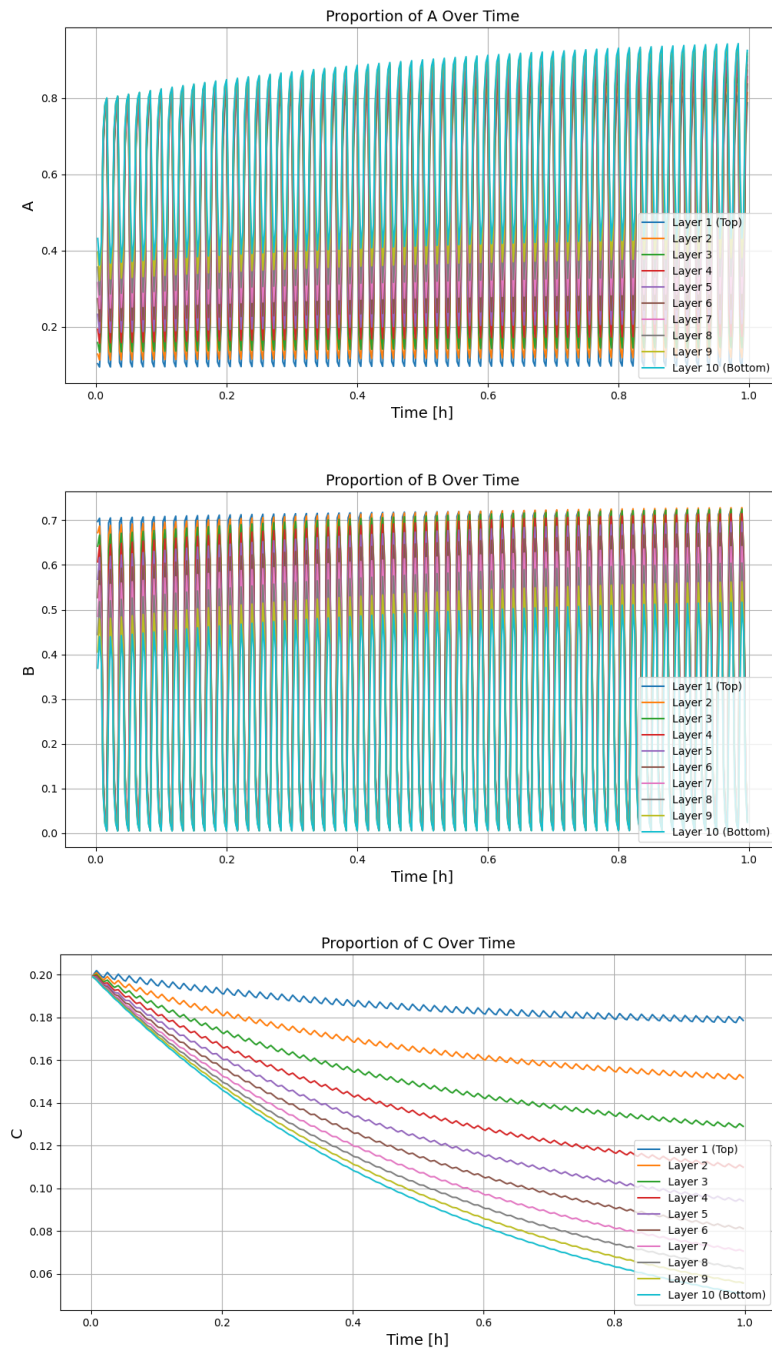 Proportion of A Over Time
0.8
0.6
0.4
0.2
A
Layer 1 (Top)
Layer 2
Layer 3
Layer 4
Layer 5
Layer 6
Layer 7
Layer 8
Layer 9
Layer 10 (Bottom)
0.0 0.2 0.4 0.6 0.8 1.0
Time [h]
Proportion of B Over Time
0.7
0.6
0.5
0.4
0.3
0.2
0.1
0.0
B
Layer 1 (Top)
Layer 2
Layer 3
Layer 4
Layer 5
Layer 6
Layer 7
Layer 8
Layer 9
Layer 10 (Bottom)
0.0 0.2 0.4 0.6 0.8 1.0
Time [h]
Proportion of C Over Time
0.20
0.18
0.16
0.14
0.12
0.10
0.08
0.06
C
Layer 1 (Top)
Layer 2
Layer 3
Layer 4
Layer 5
Layer 6
Layer 7
Layer 8
Layer 9
Layer 10 (Bottom)
0.0 0.2 0.4 0.6 0.8 1.0
Time [h]